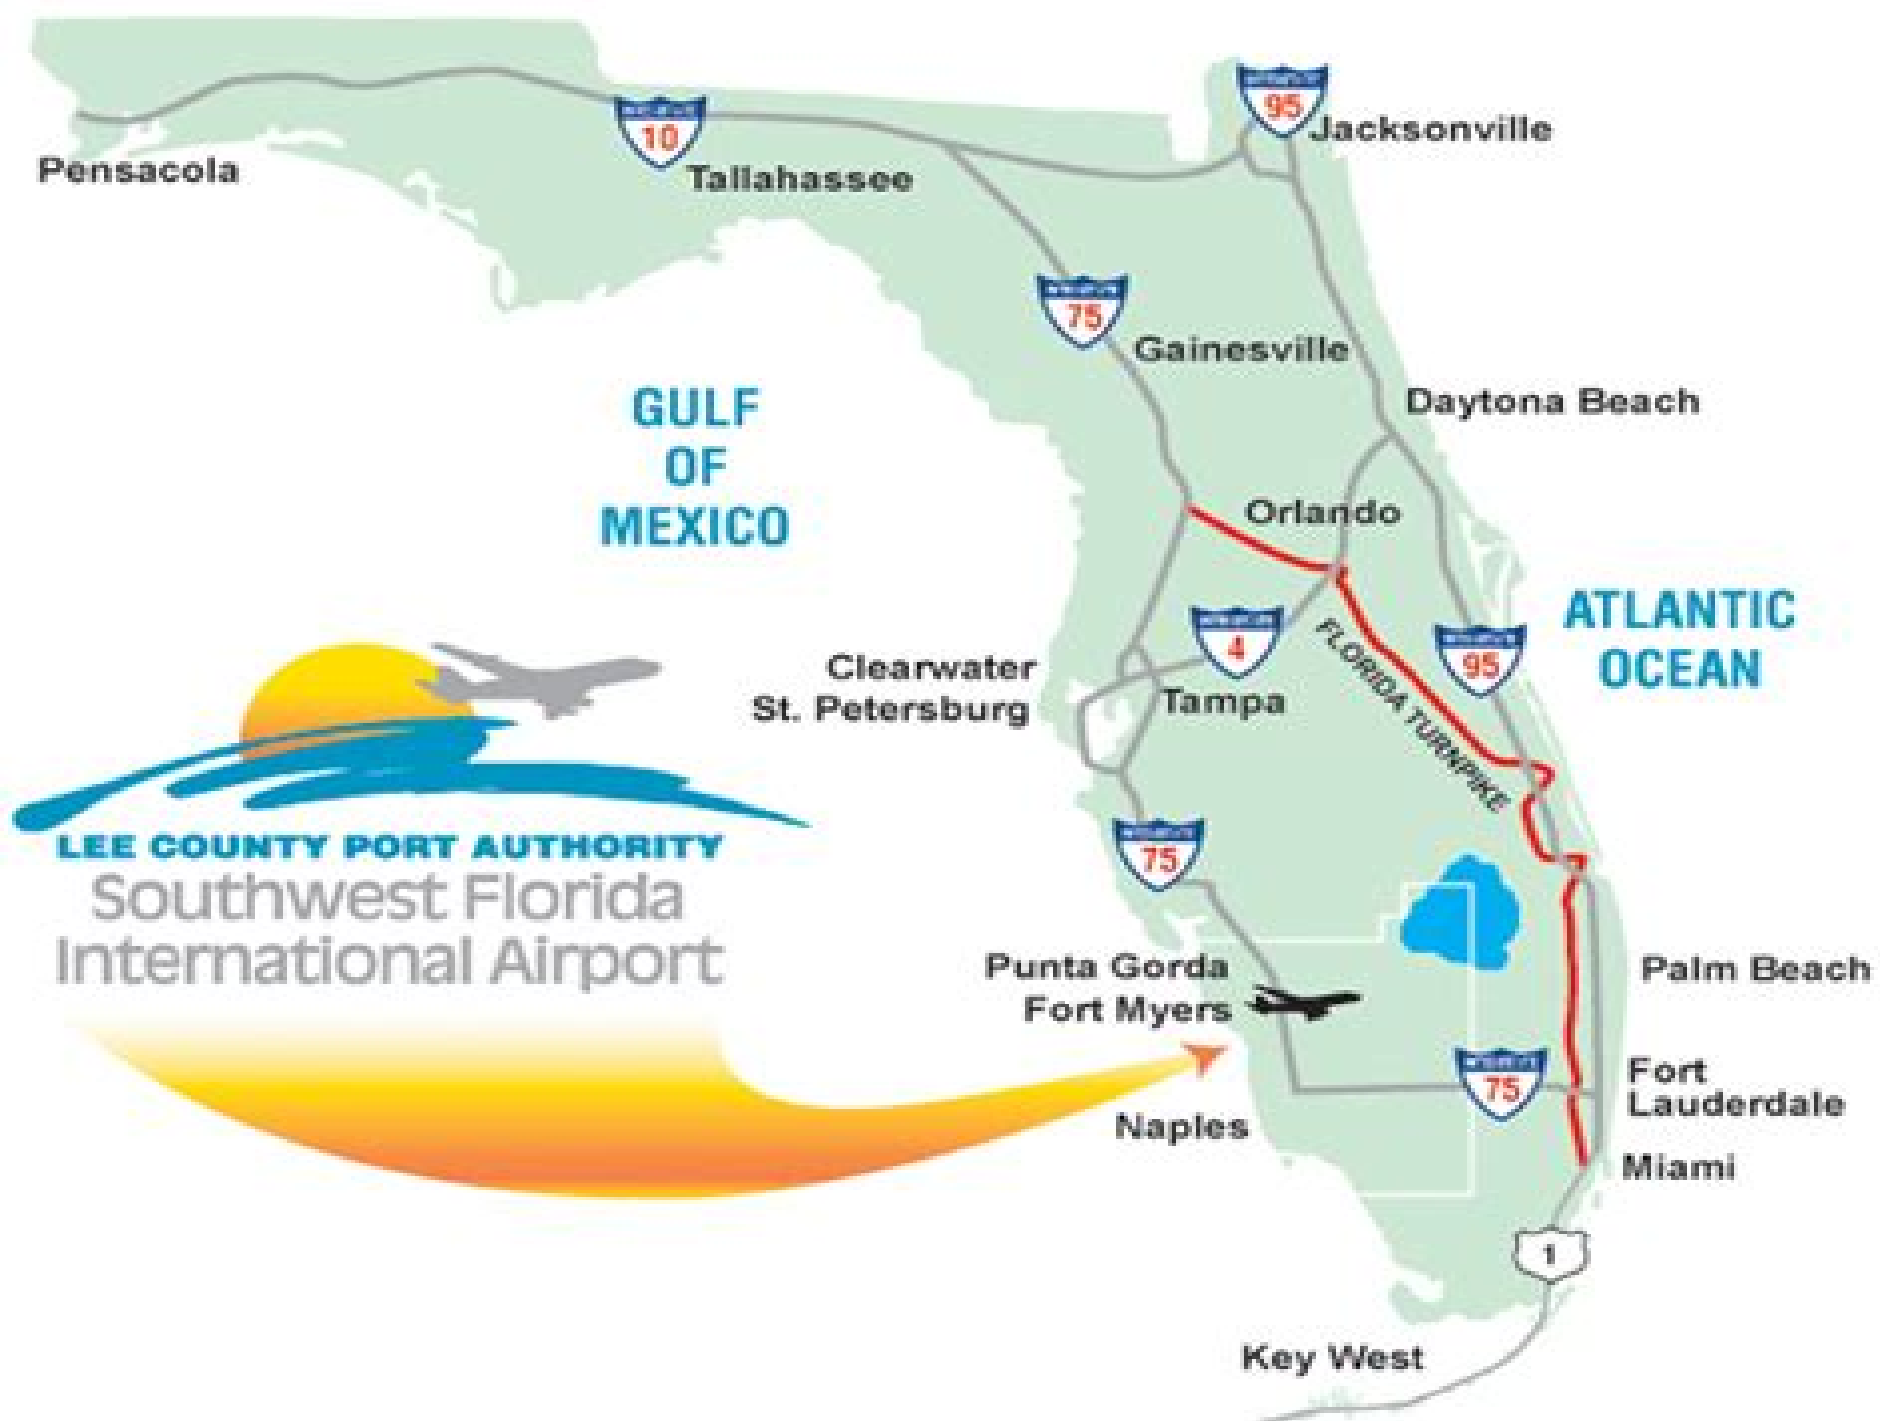 95
Jacksonville
10
Pensacola
Tallahassee
75
Gainesville
Daytona Beach
GULF
OF
MEXICO
Orlando
ATLANTIC
OCEAN
4
95
FLORIDA TURNPIKE
Clearwater
St. Petersburg
Tampa
75
LEE COUNTY PORT AUTHORITY
Southwest Florida
International Airport
Punta Gorda
Fort Myers
Palm Beach
75
Fort
Lauderdale
Naples
Miami
1
Key West